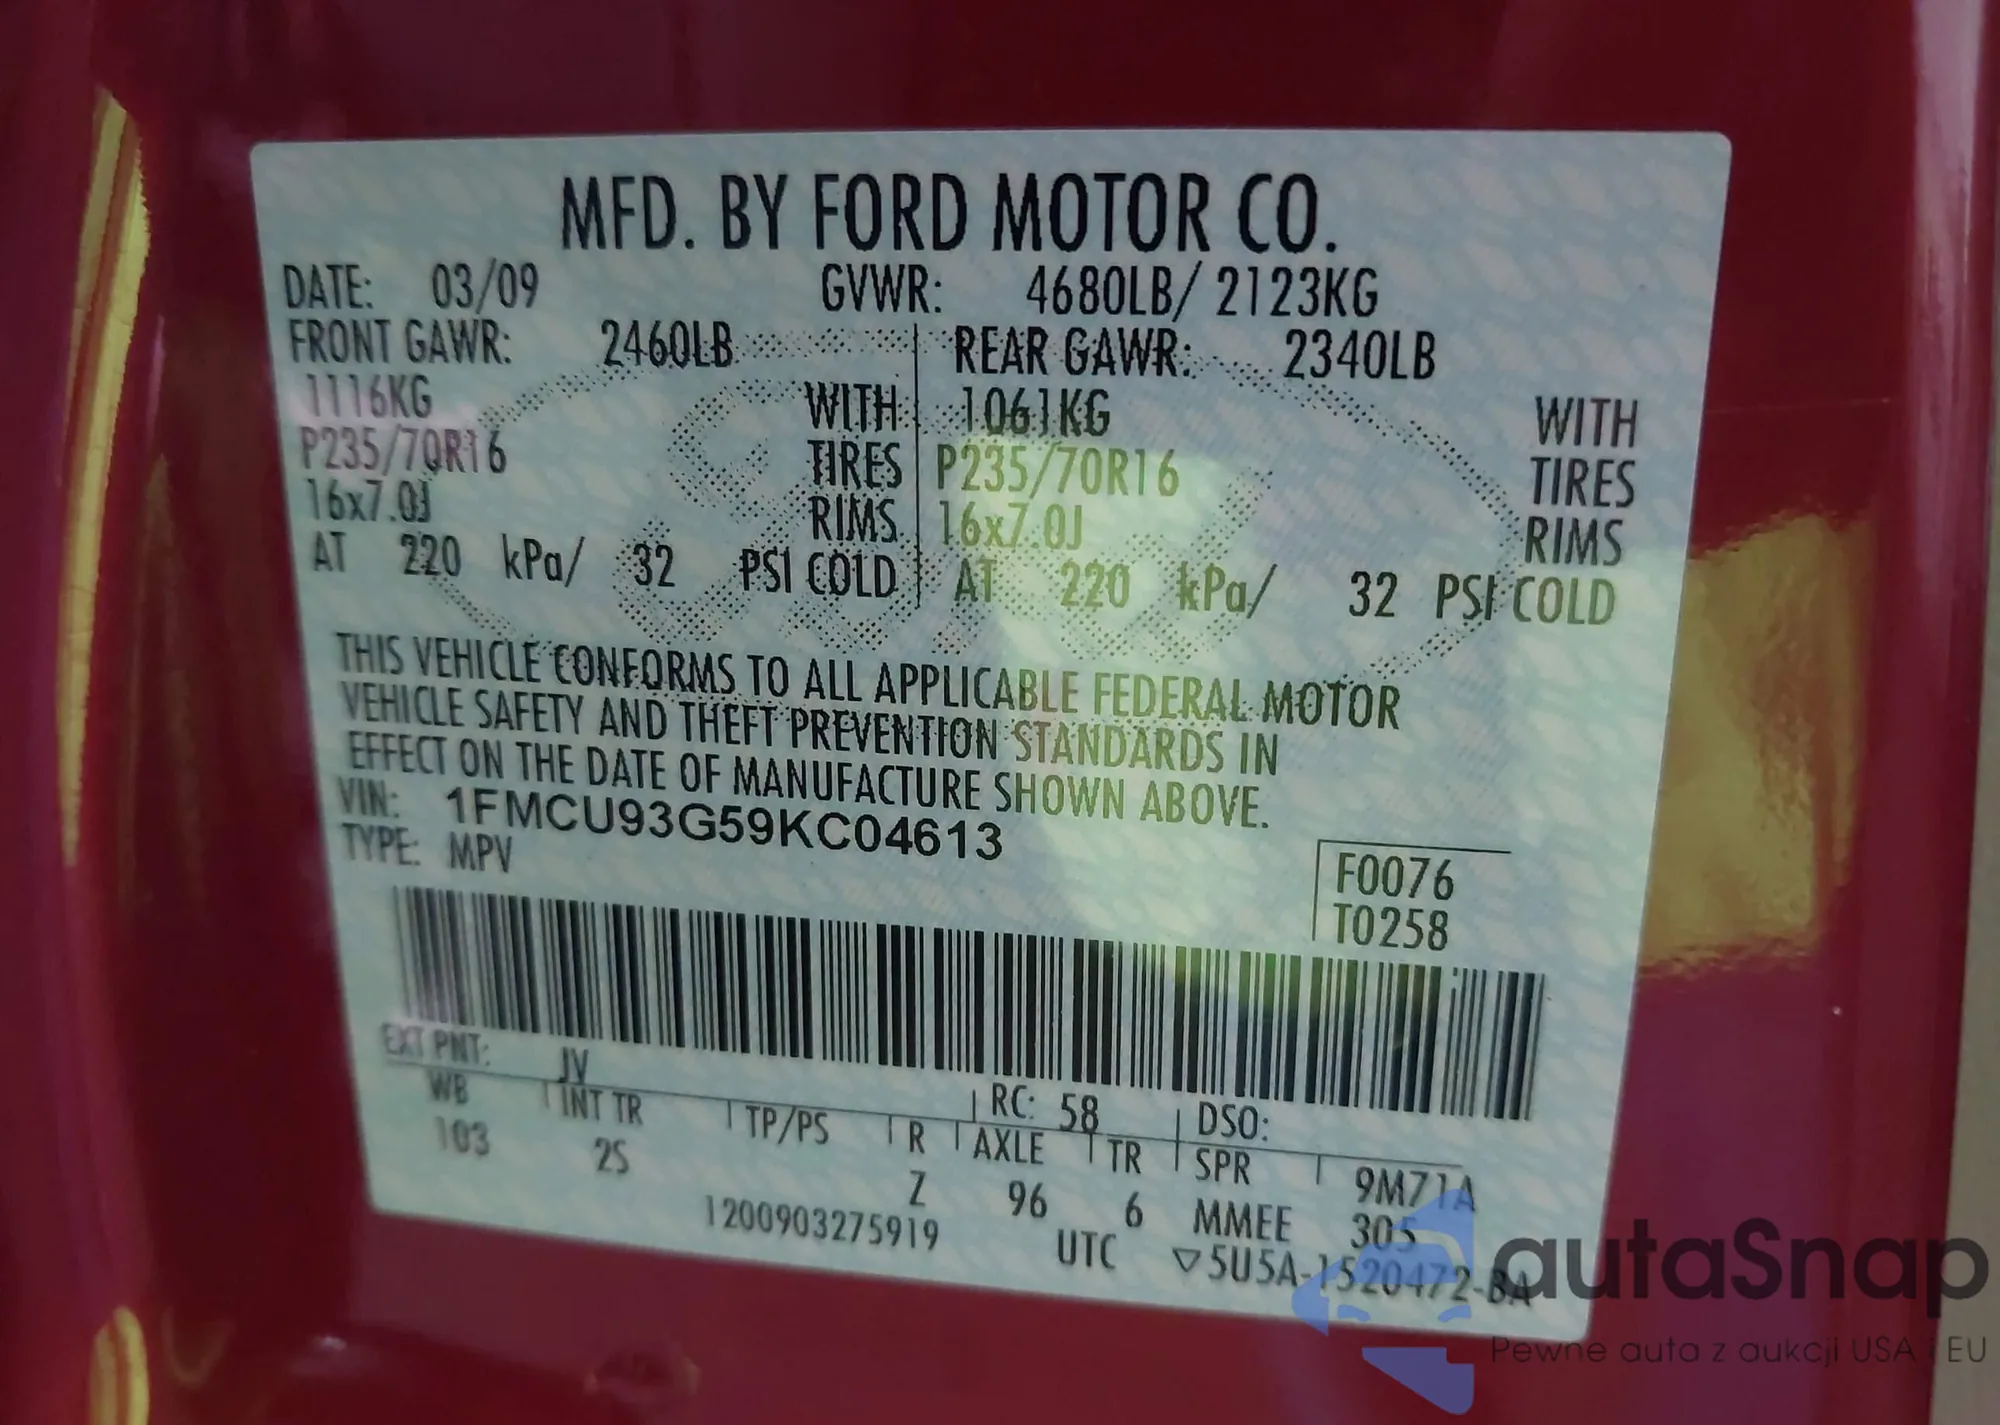 MFD. BY FORD MOTOR CO.
DATE: 03/09 GVWR: 4680LB/ 2123KG
FRONT GAWR: 2460LB REAR GAWR: 2340LB
1116KG WITH 1061KG WITH
P235/70R16 TIRES P235/70R16 TIRES
16x7.0J RIMS 16x7.0J RIMS
AT 220 kPa/ 32 PSI COLD AT 220 kPa/ 32 PSI COLD
THIS VEHICLE CONFORMS TO ALL APPLICABLE FEDERAL MOTOR
VEHICLE SAFETY AND THEFT PREVENTION STANDARDS IN
EFFECT ON THE DATE OF MANUFACTURE SHOWN ABOVE.
VIN: 1FMCU93G59KC04613
TYPE: MPV
F0076
T0258
EXT PNT: JV RC: 58 DSO:
WB INT TR TP/PS R AXLE TR SPR 9M71A
103 2S Z 96 6 MMEE 305
1200903275919 UTC ▽5U5A-1520472-BA
autaSnap
Pewne auta z aukcji USA i EU